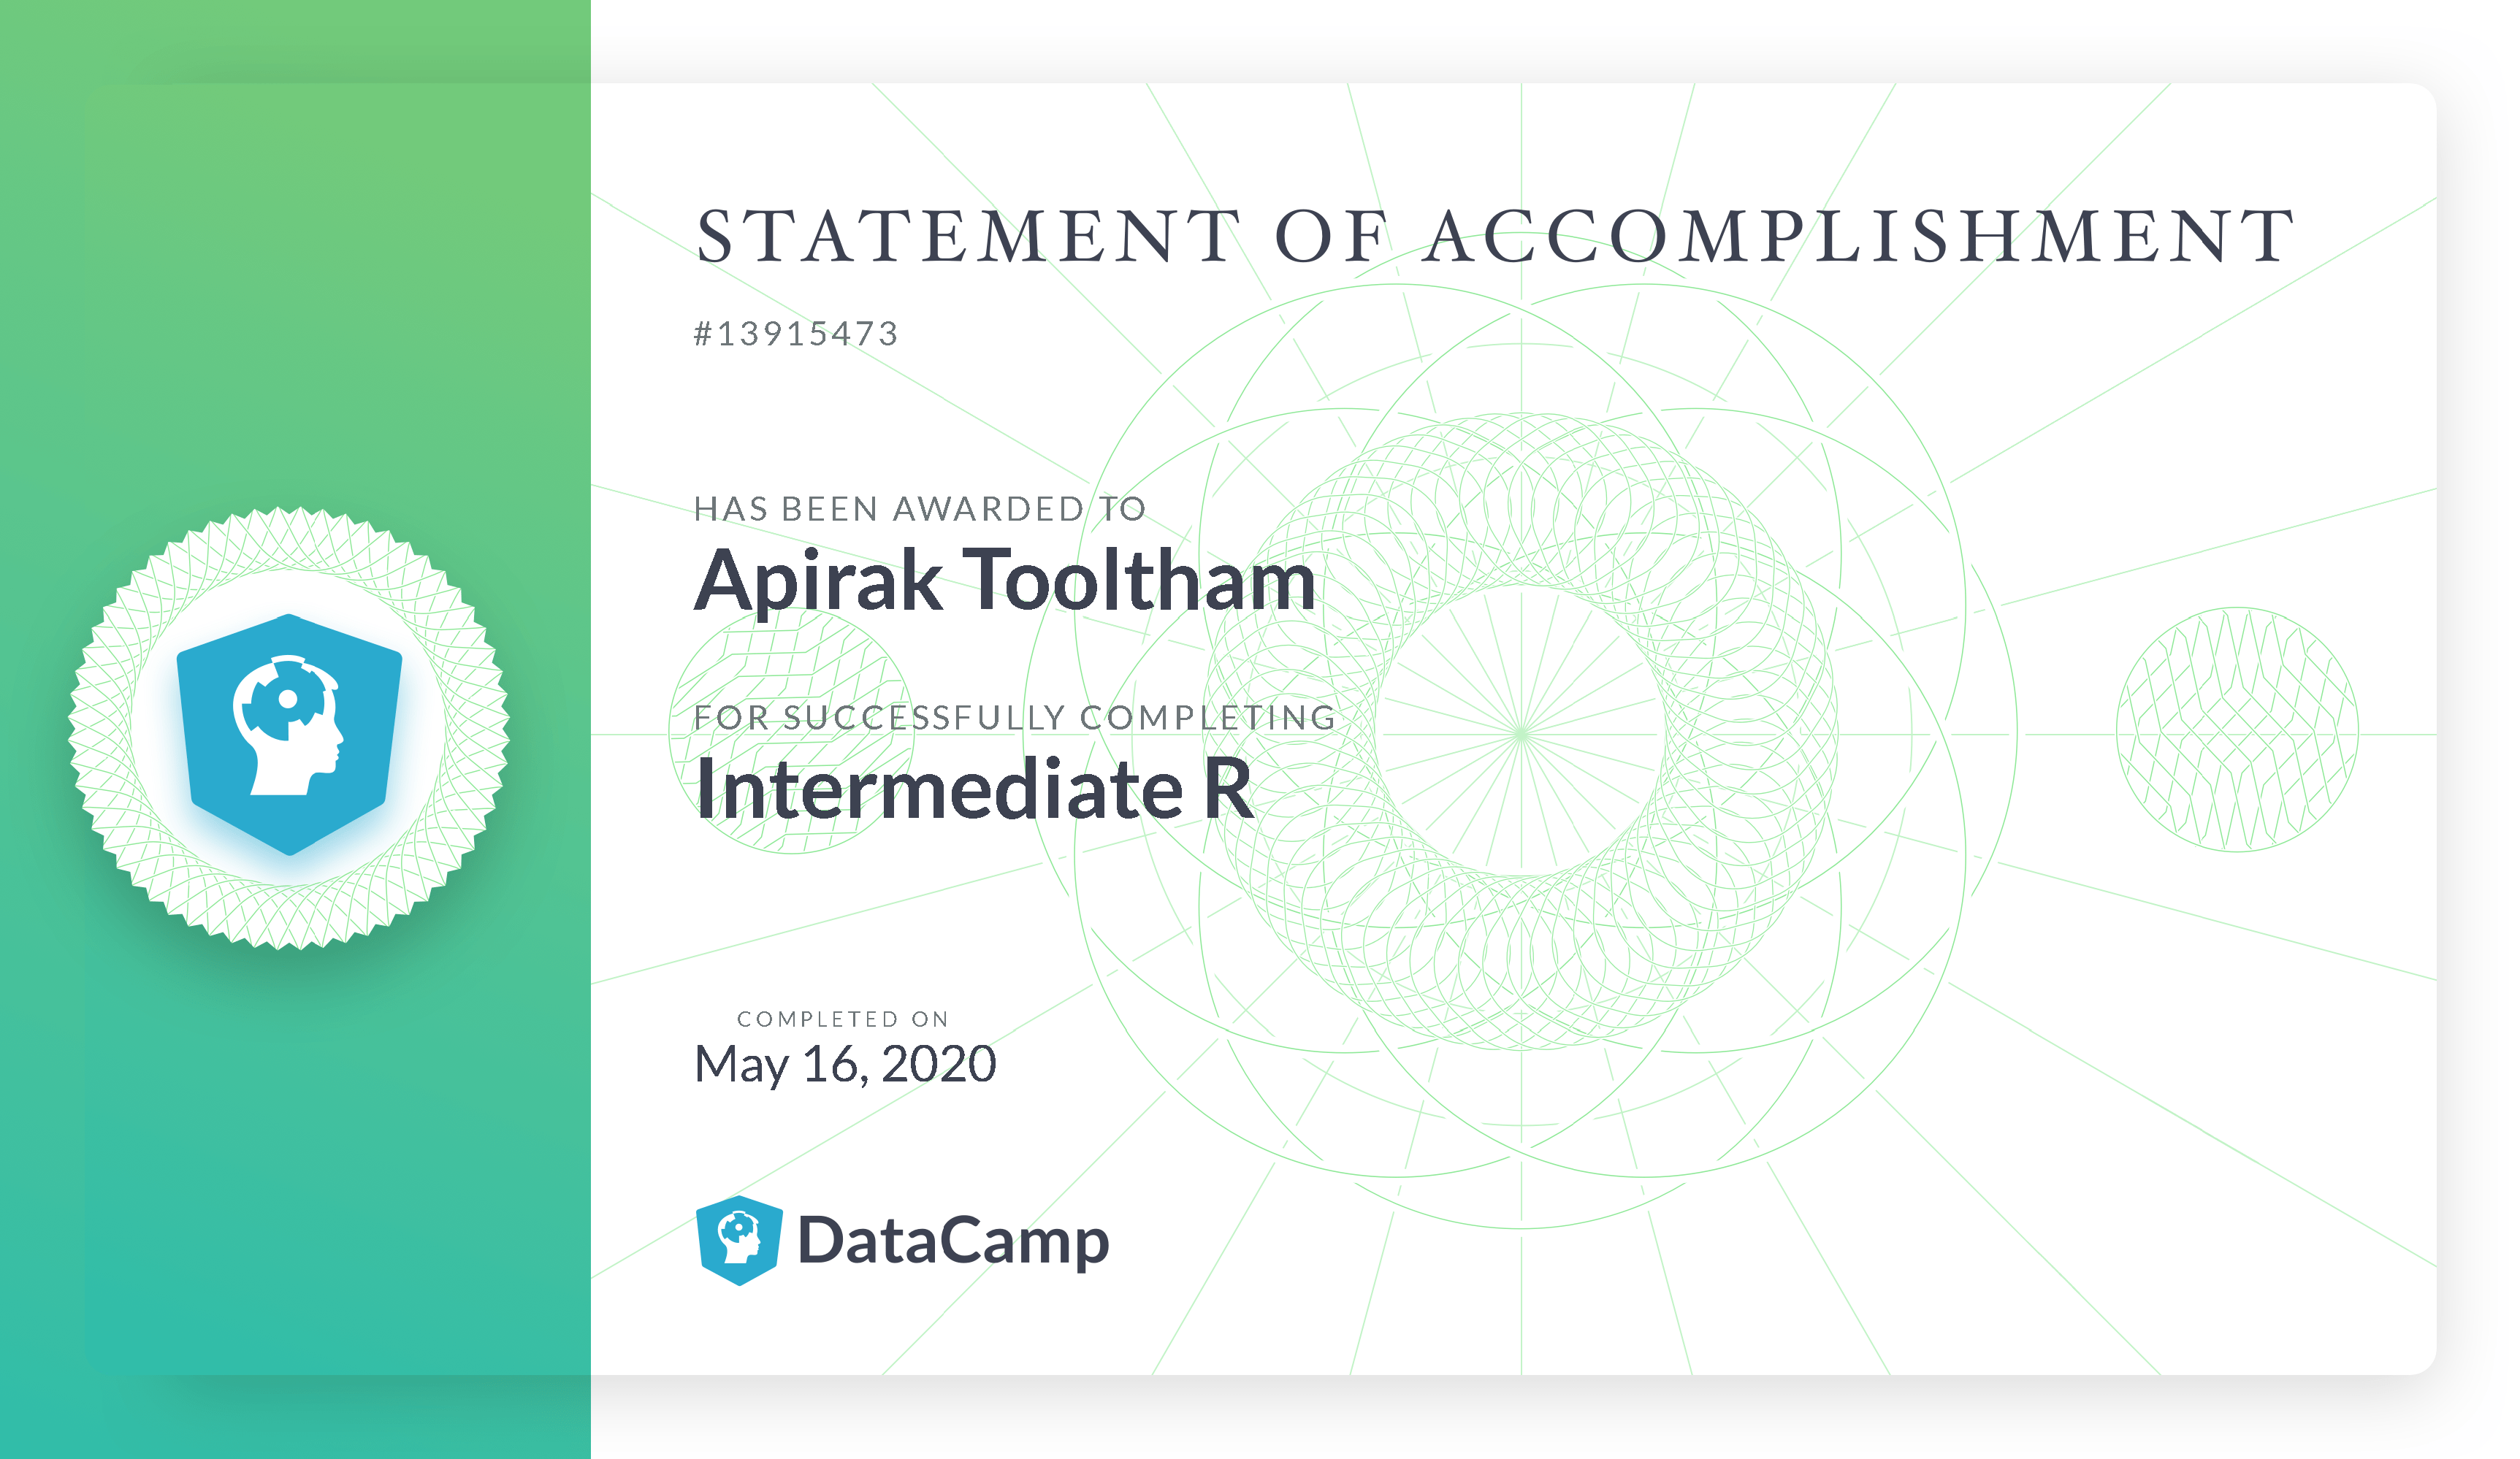 STATEMENT OF ACCOMPLISHMENT
#13915473
HAS BEEN AWARDED TO
Apirak Tooltham
FOR SUCCESSFULLY COMPLETING
Intermediate R
COMPLETED ON
May 16, 2020
DataCamp